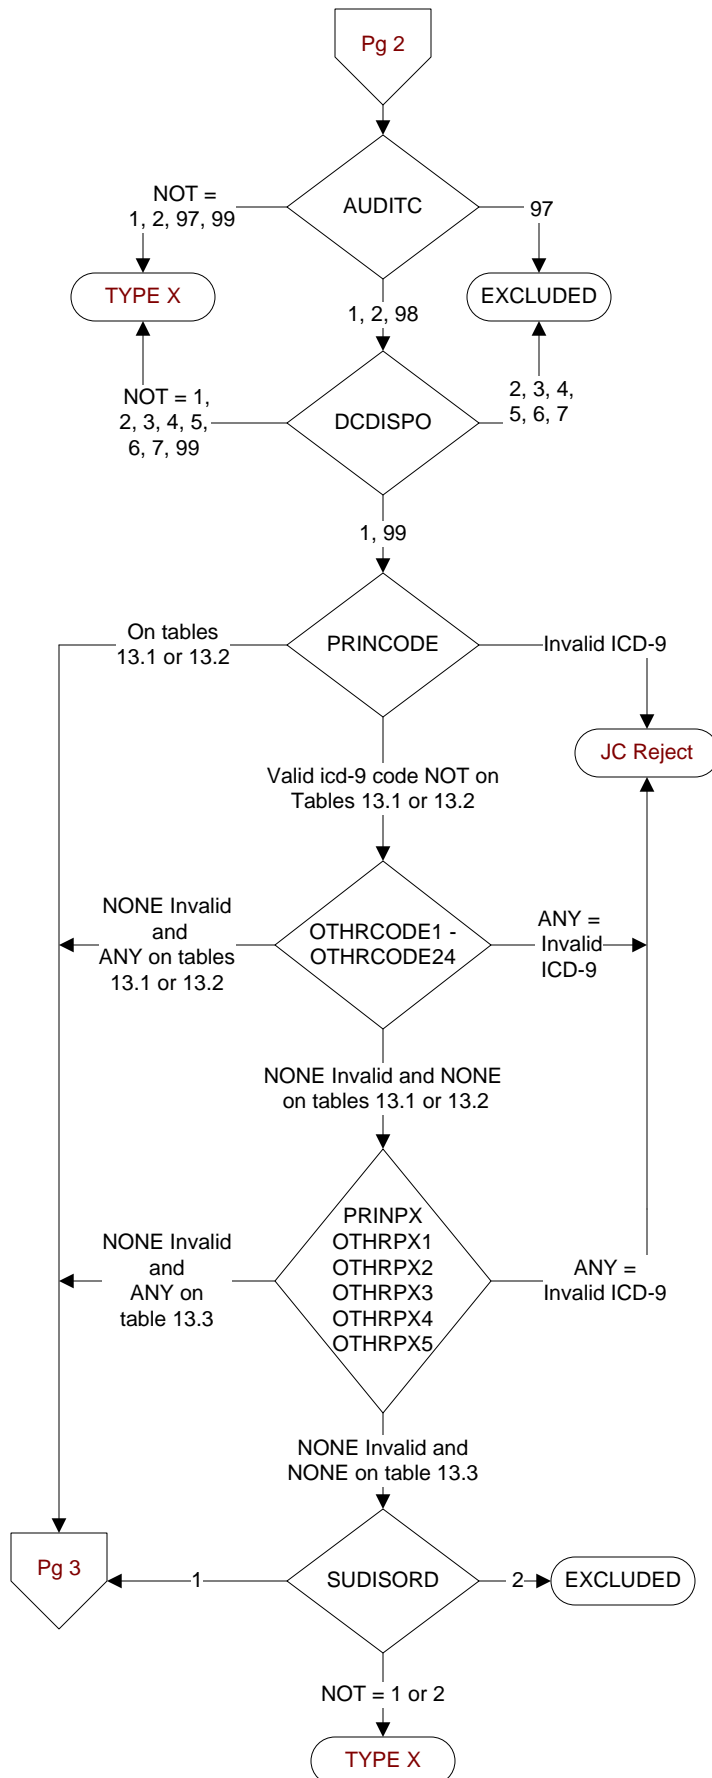 Pg 2
AUDITC
NOT =
1, 2, 97, 99
97
TYPE X
EXCLUDED
1, 2, 98
DCDISPO
NOT = 1,
2, 3, 4, 5,
6, 7, 99
2, 3, 4,
5, 6, 7
1, 99
PRINCODE
On tables
13.1 or 13.2
Invalid ICD-9
JC Reject
Valid icd-9 code NOT on
Tables 13.1 or 13.2
OTHRCODE1 -
OTHRCODE24
NONE Invalid
and
ANY on tables
13.1 or 13.2
ANY =
Invalid
ICD-9
NONE Invalid and NONE
on tables 13.1 or 13.2
PRINPX
OTHRPX1
OTHRPX2
OTHRPX3
OTHRPX4
OTHRPX5
NONE Invalid
and
ANY on
table 13.3
ANY =
Invalid ICD-9
NONE Invalid and
NONE on table 13.3
Pg 3
1
SUDISORD
2
EXCLUDED
NOT = 1 or 2
TYPE X